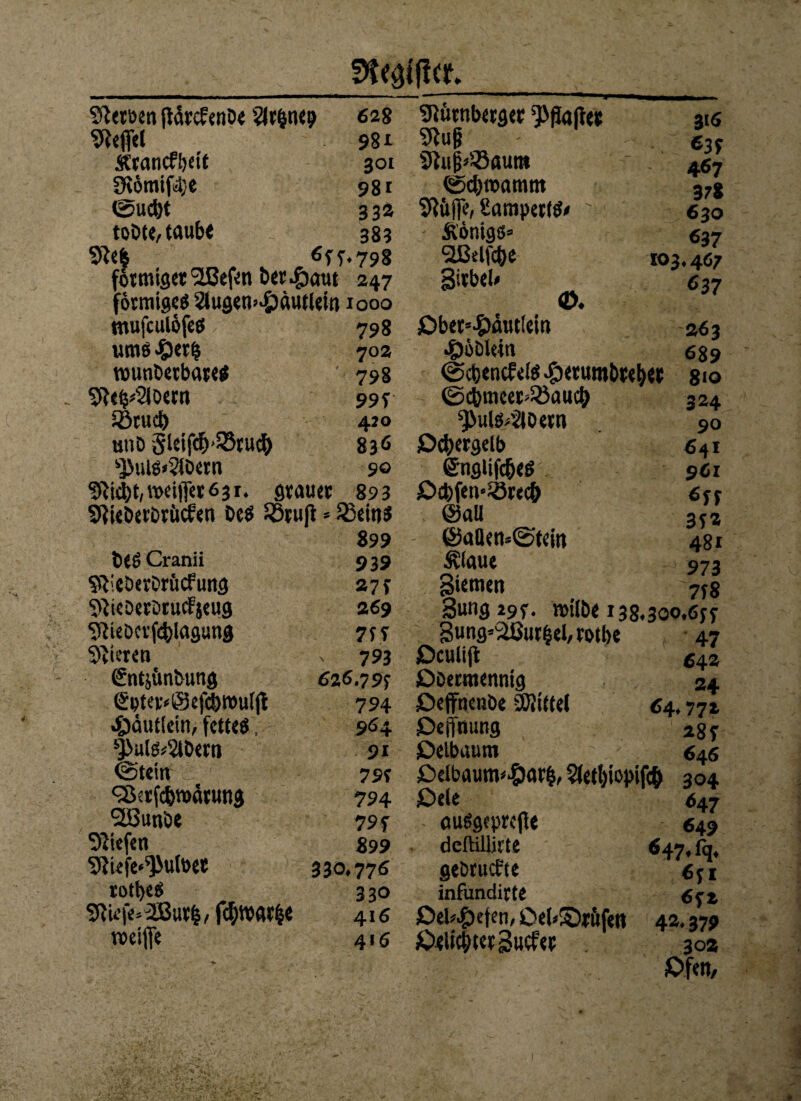 Register.
Nerven stärckende Artzney 628
Nessel 981
Kranckheit 301
Römische 981
Sucht 332
todte, taube 383
Netz 655.798
förmiger Wesen der Haut 247
förmiges Augen-Häutlein 1000
musculöses 798
ums Hertz 702
wunderbares 798
Netz-Adern 995
Bruch 420
und Fleisch-Bruch 836
Puls-Adern 90
Nicht, weisser 631. grauer 893
Niederdrücken des Brust-Beins
899
des Cranii 939
Niederdrückung 275
Niederdruckzeug 269
Niederschlagung 755
Nieren 793
Entzündung 626.795
Eyter-Geschwulst 794
Häutlein, fettes, 964
Puls-Adern 91
Stein 795
Verschwärung 794
Wunde 795
Niesen 899
Niese-Pulver 330.776
rothes 330
Niese-Wurtz, schwartze 416
weisse 416
Nürnberger Pflaster 316
Nuß 635
Nuß-Baum 467
Schwamm 378
Nüsse, Lamperts- 630
Königs- 637
Welsche 103.467
Zirbel- 637
O.
Ober-Häutlein 263
Höhlein 689
Schenckels Herumdreher 810
Schmeer-Bauch 324
Puls-Adern 90
Ochergelb 641
Englisches 961
Ochsen-Brech 655
Gall 352
Gallen-Stein 481
Klaue 973
Ziemen 758
Zung 295. wilde 138.300.655
Zung-Wurtzel, rothe 47
Oculist 642
Odermennig 24
Oeffnende Mittel 64.772
Oeffnung 285
Oelbaum 646
Oelbaum-Hartz, Aethiopisch 304
Oele 647
ausgepreßte 649
destillirte 647.sq.
gedruckte 651
infundirte 652
Oel-Hefen, Oel-Drüsen 42.379
Oelichter Zucker 302
Ofen,